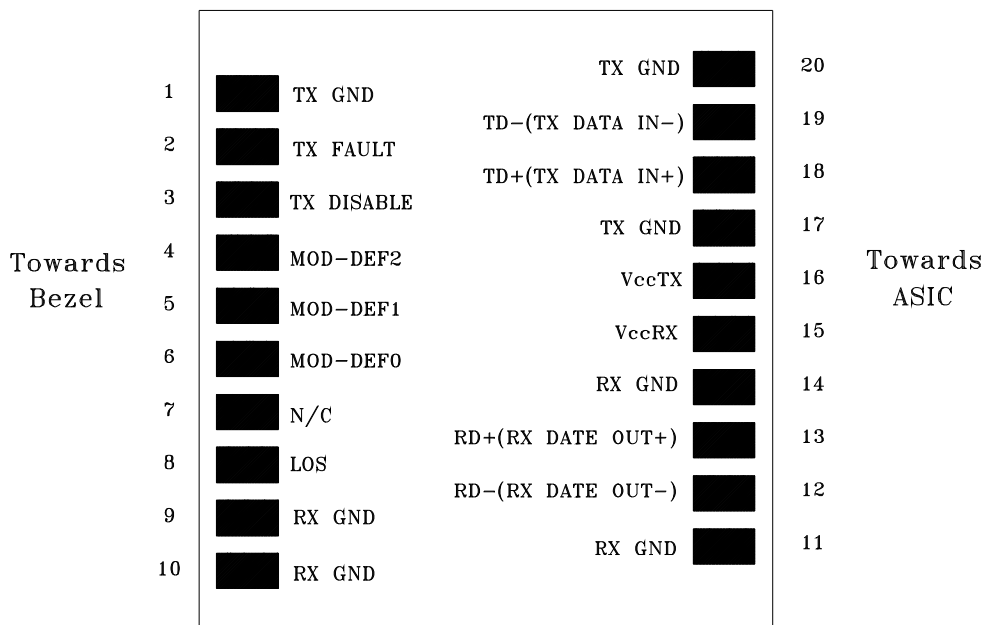 TX GND 20
1 TX GND
TD-(TX DATA IN-) 19
2 TX FAULT
TD+(TX DATA IN+) 18
3 TX DISABLE
TX GND 17
4 MOD-DEF2
Towards
Bezel
VccTX 16
Towards
ASIC
5 MOD-DEF1
VccRX 15
6 MOD-DEF0
RX GND 14
7 N/C
RD+(RX DATE OUT+) 13
8 LOS
RD-(RX DATE OUT-) 12
9 RX GND
RX GND 11
10 RX GND